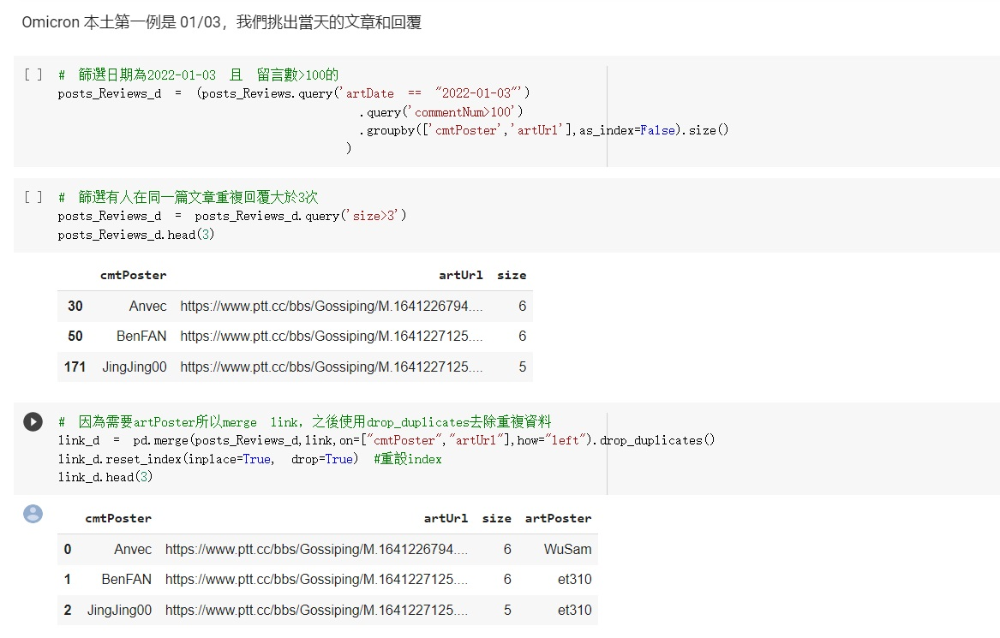 Omicron 本土第一例是 01/03，我們挑出當天的文章和回覆
[ ] # 篩選日期為2022-01-03 且 留言數>100的
posts_Reviews_d = (posts_Reviews.query('artDate == "2022-01-03"')
.query('commentNum>100')
.groupby(['cmtPoster','artUrl'],as_index=False).size()
)
[ ] # 篩選有人在同一篇文章重複回覆大於3次
posts_Reviews_d = posts_Reviews_d.query('size>3')
posts_Reviews_d.head(3)
cmtPoster artUrl size
30 Anvec https://www.ptt.cc/bbs/Gossiping/M.1641226794.... 6
50 BenFAN https://www.ptt.cc/bbs/Gossiping/M.1641227125.... 6
171 JingJing00 https://www.ptt.cc/bbs/Gossiping/M.1641227125.... 5
# 因為需要artPoster所以merge link，之後使用drop_duplicates去除重複資料
link_d = pd.merge(posts_Reviews_d,link,on=["cmtPoster","artUrl"],how="left").drop_duplicates()
link_d.reset_index(inplace=True, drop=True) #重設index
link_d.head(3)
cmtPoster artUrl size artPoster
0 Anvec https://www.ptt.cc/bbs/Gossiping/M.1641226794.... 6 WuSam
1 BenFAN https://www.ptt.cc/bbs/Gossiping/M.1641227125.... 6 et310
2 JingJing00 https://www.ptt.cc/bbs/Gossiping/M.1641227125.... 5 et310